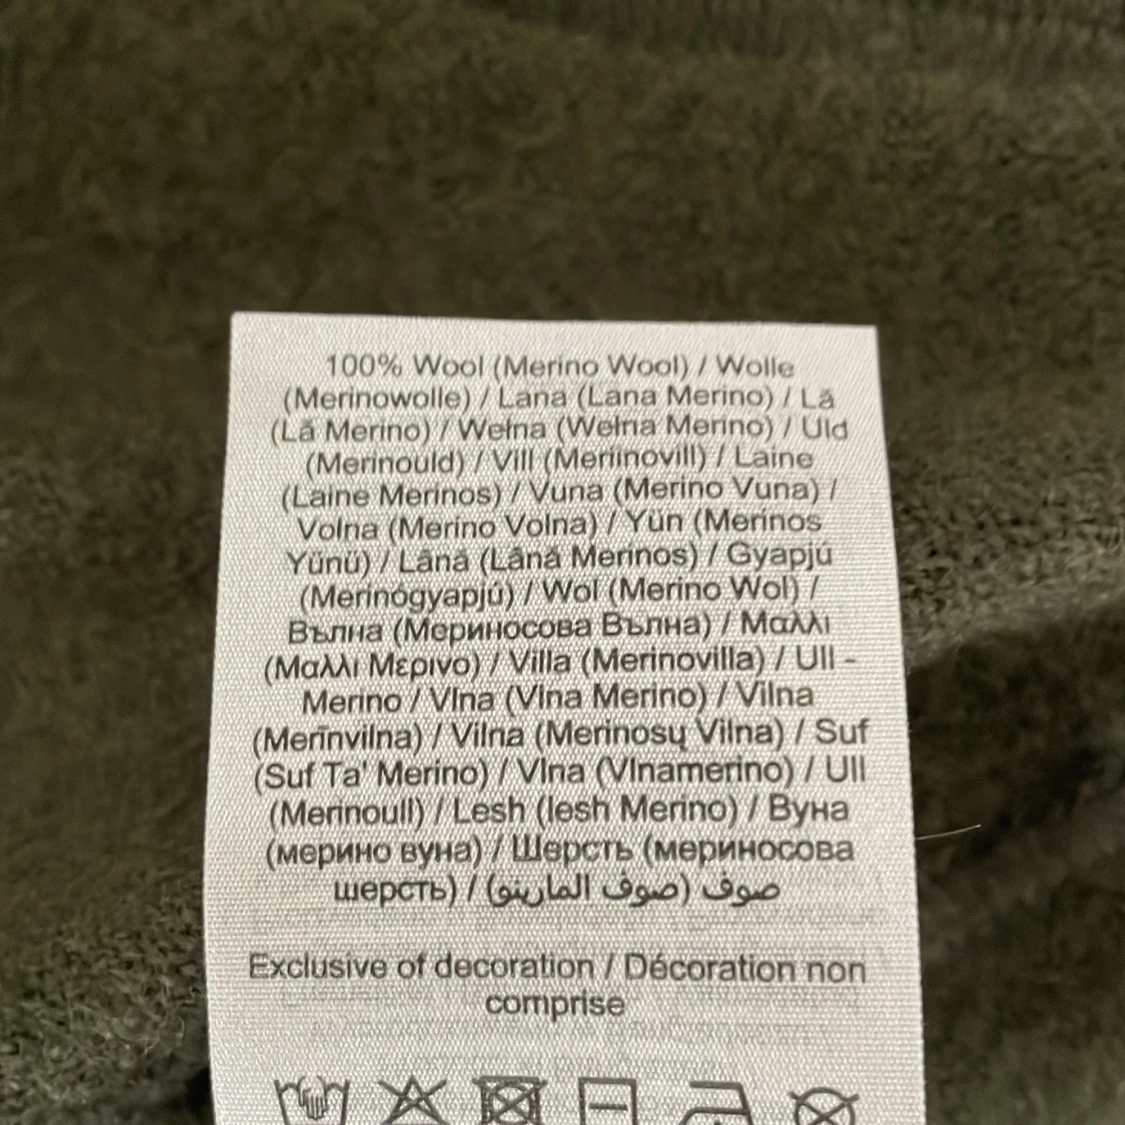 100% Wool (Merino Wool) / Wolle
(Merinowolle) / Lana (Lana Merino) / Lã
(Lã Merino) / Wełna (Wełna Merino) / Uld
(Merinould) / Vill (Meriinovill) / Laine
(Laine Merinos) / Vuna (Merino Vuna) /
Volna (Merino Volna) / Yün (Merinos
Yünü) / Lână (Lână Merinos) / Gyapjú
(Merinógyapjú) / Wol (Merino Wol) /
Вълна (Мериносова Вълна) / Μαλλι
(Μαλλι Μερινο) / Villa (Merinovilla) / Ull -
Merino / Vlna (Vlna Merino) / Vilna
(Merīnvilna) / Vilna (Merinosų Vilna) / Suf
(Suf Ta' Merino) / Vlna (Vlnamerino) / Ull
(Merinoull) / Lesh (lesh Merino) / Вуна
(мерино вуна) / Шерсть (мериносова
шерсть) / صوف (صوف المارينو)
Exclusive of decoration / Décoration non
comprise